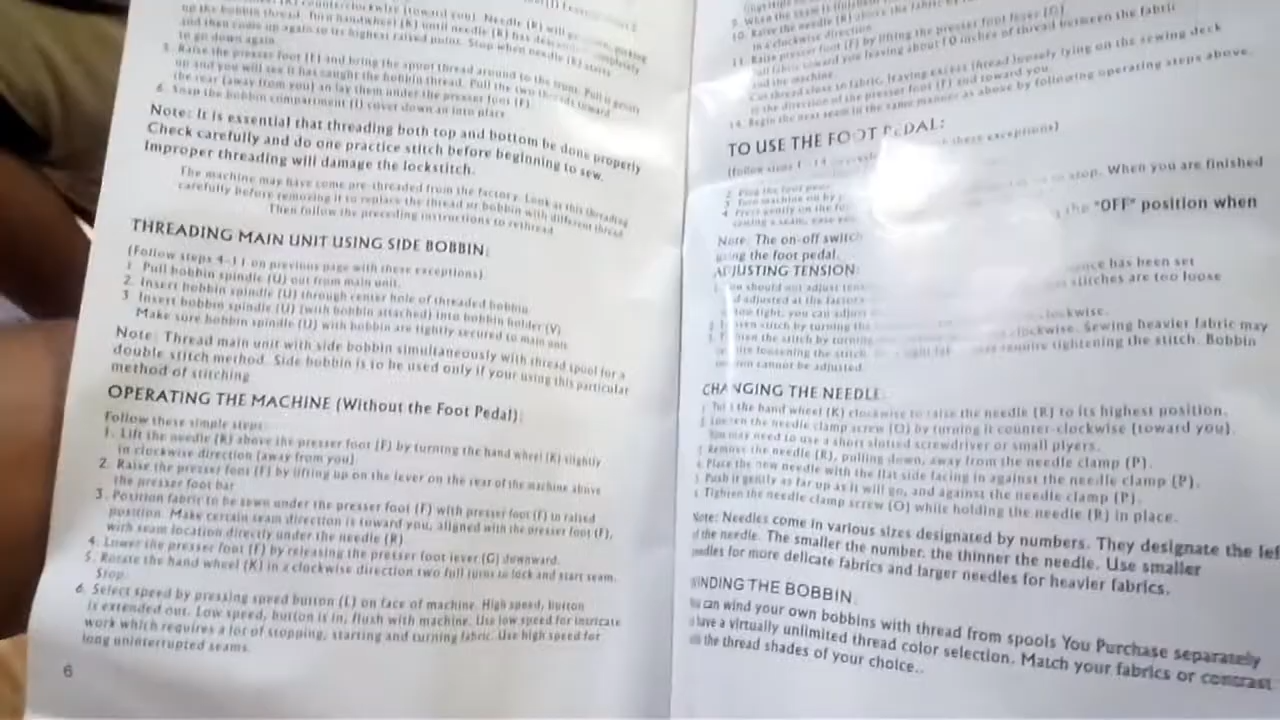 up the bobbin thread. Turn handwheel (K) until needle (R) has
and then come up again to its highest raised point. Stop when needle (R) starts
to go down again.
5. Raise the presser foot (F) and bring the spool thread around to the front. Pull it gently
up and you will see it has caught the bobbin thread. Pull the two threads toward
the rear (away from you) an lay them under the presser foot (F).
6. Snap the bobbin compartment (I) cover down an into place
Note: It is essential that threading both top and bottom be done properly
Check carefully and do one practice stitch before beginning to sew.
Improper threading will damage the lockstitch.
The machine may have come pre-threaded from the factory. Look at this threading
carefully before removing it to replace the thread or bobbin with different thread
Then follow the preceding instructions to rethread
THREADING MAIN UNIT USING SIDE BOBBIN:
(Follow steps 4-11 on previous page with these exceptions).
1 Pull bobbin spindle (U) out from main unit.
2. Insert bobbin spindle (U) through center hole of threaded bobbin
3 Insert bobbin spindle (U) (with bobbin attached) into bobbin holder (V)
Make sure bobbin spindle (U) with bobbin are tightly secured to main unit
Note: Thread main unit with side bobbin simultaneously with thread spool for a
double stitch method. Side bobbin is to be used only if your using this particular
method of stitching
OPERATING THE MACHINE (Without the Foot Pedal):
Follow these simple steps:
1. Lift the needle (R) above the presser foot (F) by turning the hand wheel (K) slightly
in clockwise direction (away from you)
2. Raise the presser foot (F) by lifting up on the lever on the rear of the machine above
the presser foot bar
3. Position fabric to be sewn under the presser foot (F) with presser foot (F) in raised
position. Make certain seam direction is toward you, aligned with the presser foot (F),
with seam location directly under the needle (R)
4. Lower the presser foot (F) by releasing the presser foot lever (G) downward.
5. Rotate the hand wheel (K) in a clockwise direction two full turns to lock and start seam.
Stop.
6. Select speed by pressing speed button (L) on face of machine. High speed, button
is extended out. Low speed, button is in, flush with machine. Use low speed for intricate
work which requires a lot of stopping, starting and turning fabric. Use high speed for
long uninterrupted seams.
6
9. When the seam is finished
10. Raise the needle (R) above the fabric by
in a clockwise direction.
11. Raise presser foot (F) by lifting the presser foot lever (G)
fabric toward you leaving about 10 inches of thread between the fabric
and the machine.
Cut thread close to fabric, leaving excess thread loosely lying on the sewing deck
in the direction of the presser foot (F) and toward you.
14. Begin the next seam in the same manner as above by following operating steps above.
TO USE THE FOOT PEDAL:
(follow steps 1 - 14 these exceptions)
2 Plug the foot
3 Turn machine on by stop. When you are finished
4 Press gently on the
Note: The on-off switch the "OFF" position when
using the foot pedal.
ADJUSTING TENSION:
You should not adjust has been set
adjusted at the factory stitches are too loose
too tight, you can adjust
stitch by turning the clockwise.
the stitch by turning clockwise. Sewing heavier fabric may
require loosening the stitch require tightening the stitch. Bobbin
cannot be adjusted.
CHANGING THE NEEDLE:
the hand wheel (K) clockwise to raise the needle (R) to its highest position.
Loosen the needle clamp screw (O) by turning it counter-clockwise (toward you).
You may need to use a short slotted screwdriver or small plyers.
Remove the needle (R), pulling down, away from the needle clamp (P).
Place the new needle with the flat side facing in against the needle clamp (P).
Push it gently as far up as it will go, and against the needle clamp (P).
Tighten the needle clamp screw (O) while holding the needle (R) in place.
Note: Needles come in various sizes designated by numbers. They designate the
of the needle. The smaller the number, the thinner the needle. Use smaller
needles for more delicate fabrics and larger needles for heavier fabrics.
WINDING THE BOBBIN.
You can wind your own bobbins with thread from spools You Purchase separately
have a virtually unlimited thread color selection. Match your fabrics or contrast
the thread shades of your choice..